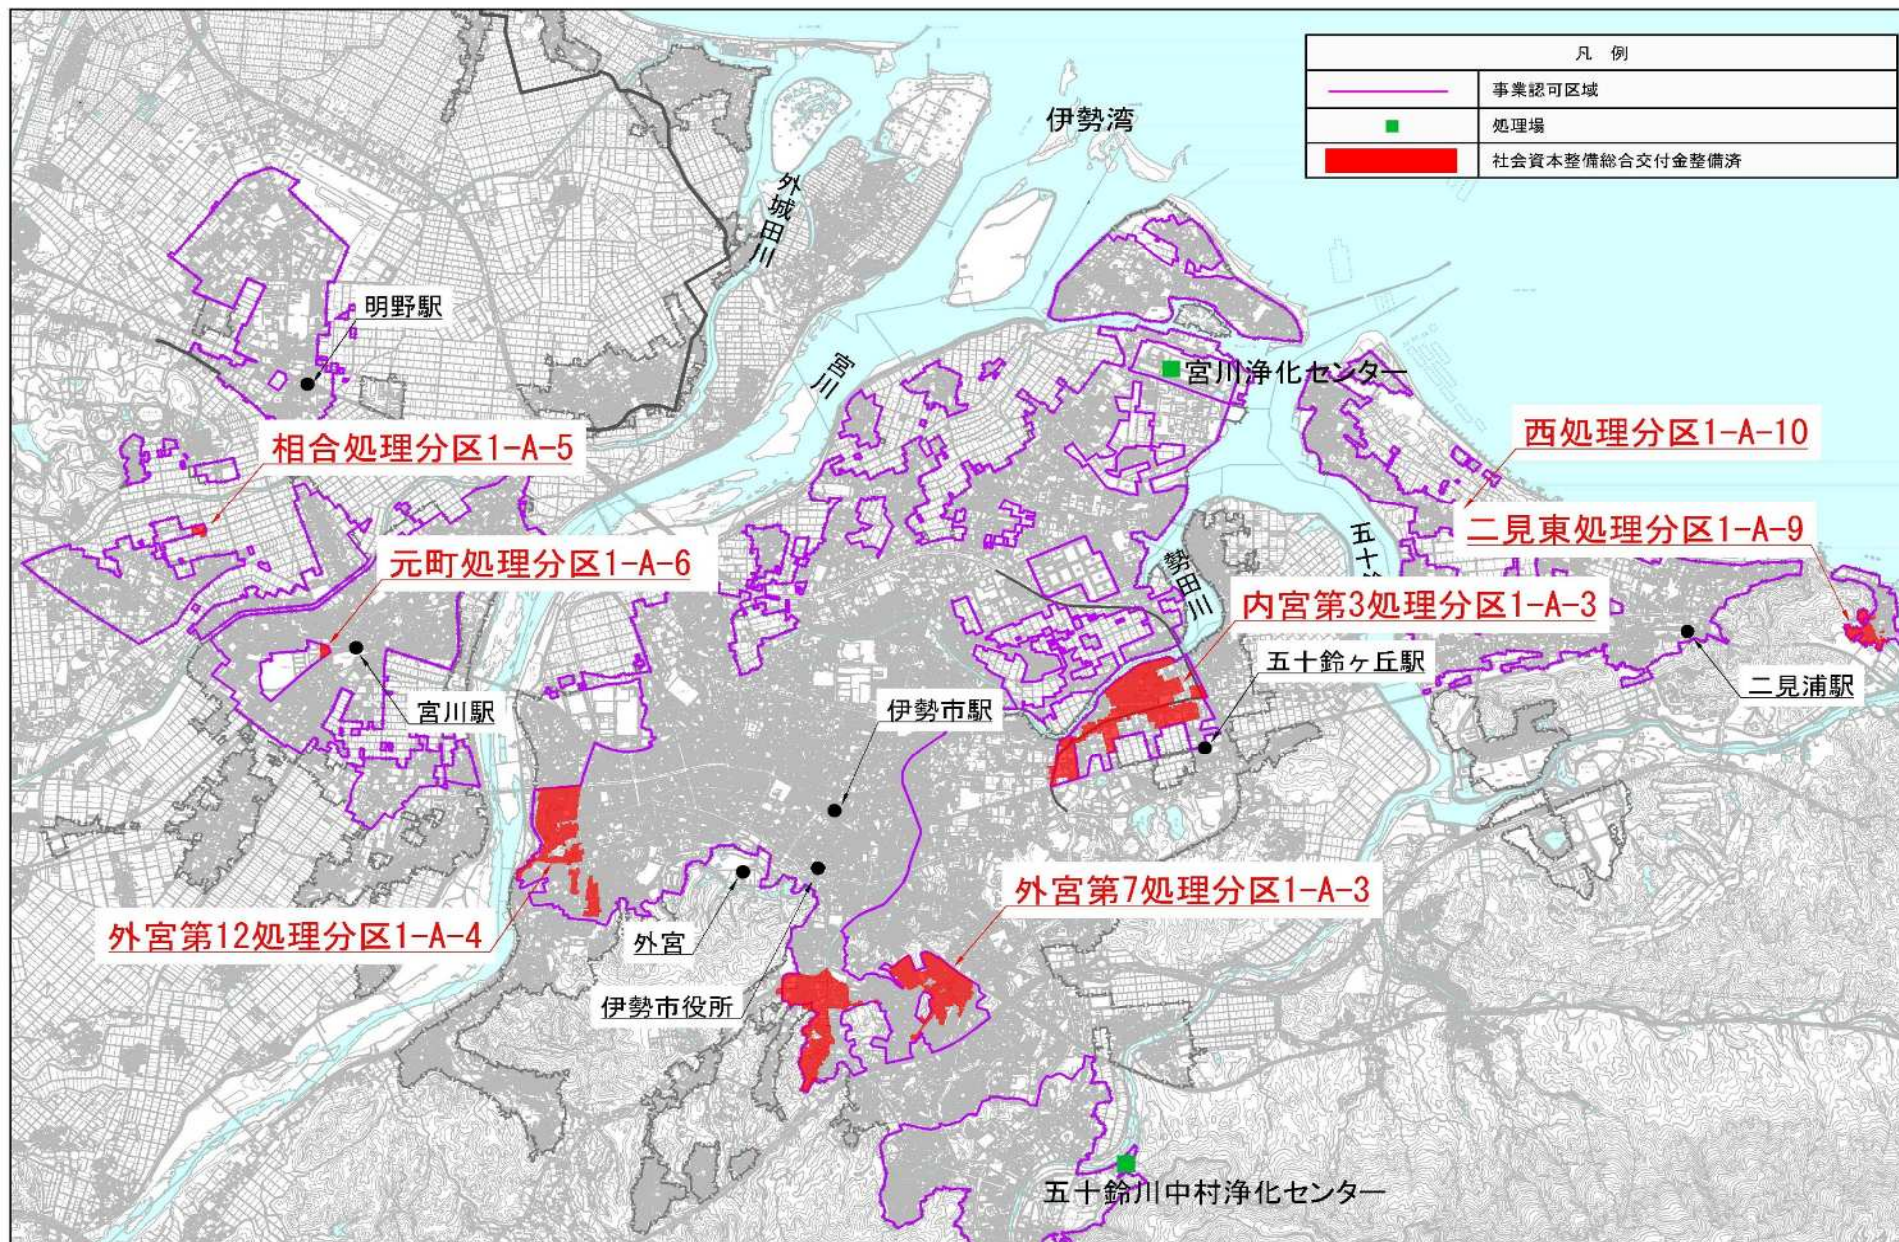 凡 例
事業認可区域
処理場
社会資本整備総合交付金整備済
伊勢湾
外城田川
明野駅
宮川
宮川浄化センター
西処理分区1-A-10
相合処理分区1-A-5
二見東処理分区1-A-9
五十鈴
勢田川
元町処理分区1-A-6
内宮第3処理分区1-A-3
五十鈴ヶ丘駅
二見浦駅
宮川駅
伊勢市駅
外宮第7処理分区1-A-3
外宮第12処理分区1-A-4
外宮
伊勢市役所
五十鈴川中村浄化センター